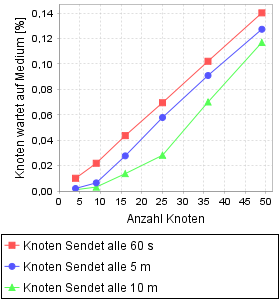 Knoten wartet auf Medium [%]
0,14
0,12
0,10
0,08
0,06
0,04
0,02
0,00
0 5 10 15 20 25 30 35 40 45 50
Anzahl Knoten
Knoten Sendet alle 60 s
Knoten Sendet alle 5 m
Knoten Sendet alle 10 m